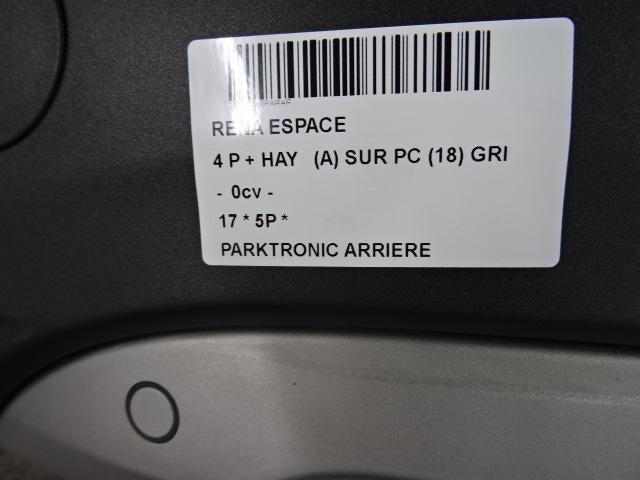 RENA ESPACE
4 P + HAY (A) SUR PC (18) GRI
- 0cv -
17 * 5P *
PARKTRONIC ARRIERE